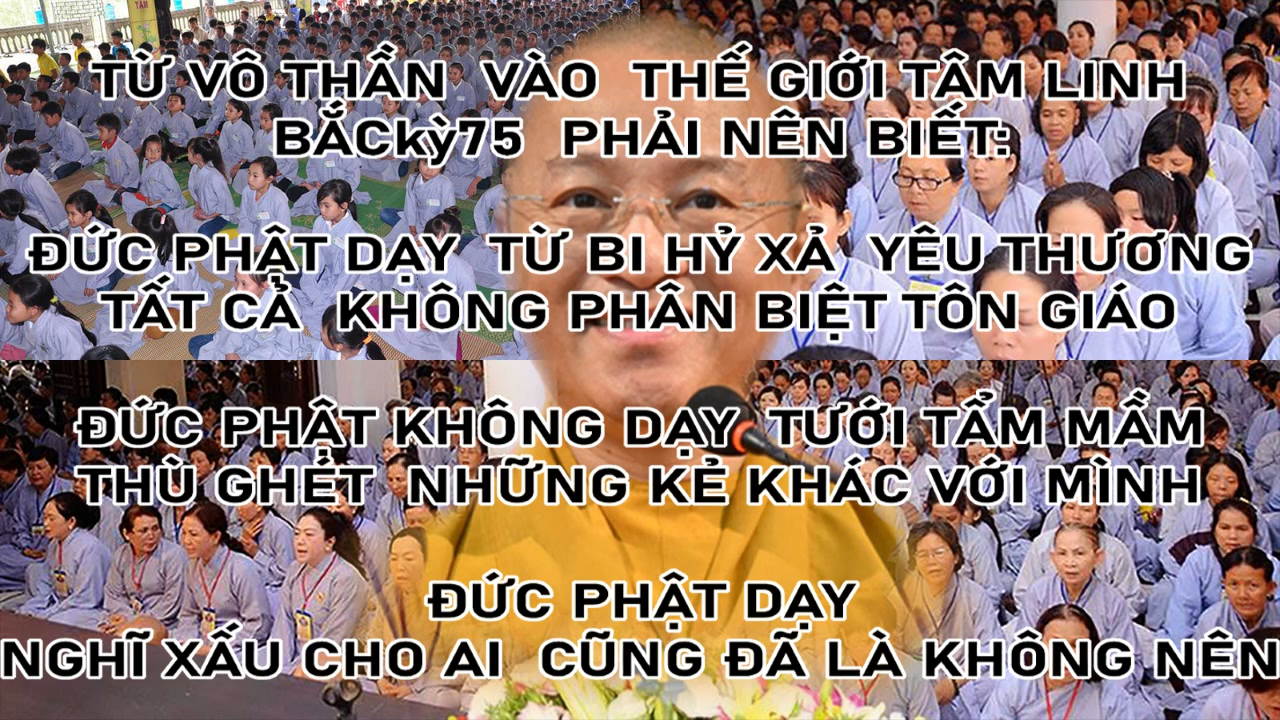 TÂM
TỪ VÔ THẦN VÀO THẾ GIỚI TÂM LINH
BẮCkỳ75 PHẢI NÊN BIẾT:
ĐỨC PHẬT DẠY TỪ BI HỶ XẢ YÊU THƯƠNG
TẤT CẢ KHÔNG PHÂN BIỆT TÔN GIÁO
ĐỨC PHẬT KHÔNG DẠY TƯỚI TẨM MẦM
THÙ GHÉT NHỮNG KẺ KHÁC VỚI MÌNH
ĐỨC PHẬT DẠY
NGHĨ XẤU CHO AI CŨNG ĐÃ LÀ KHÔNG NÊN